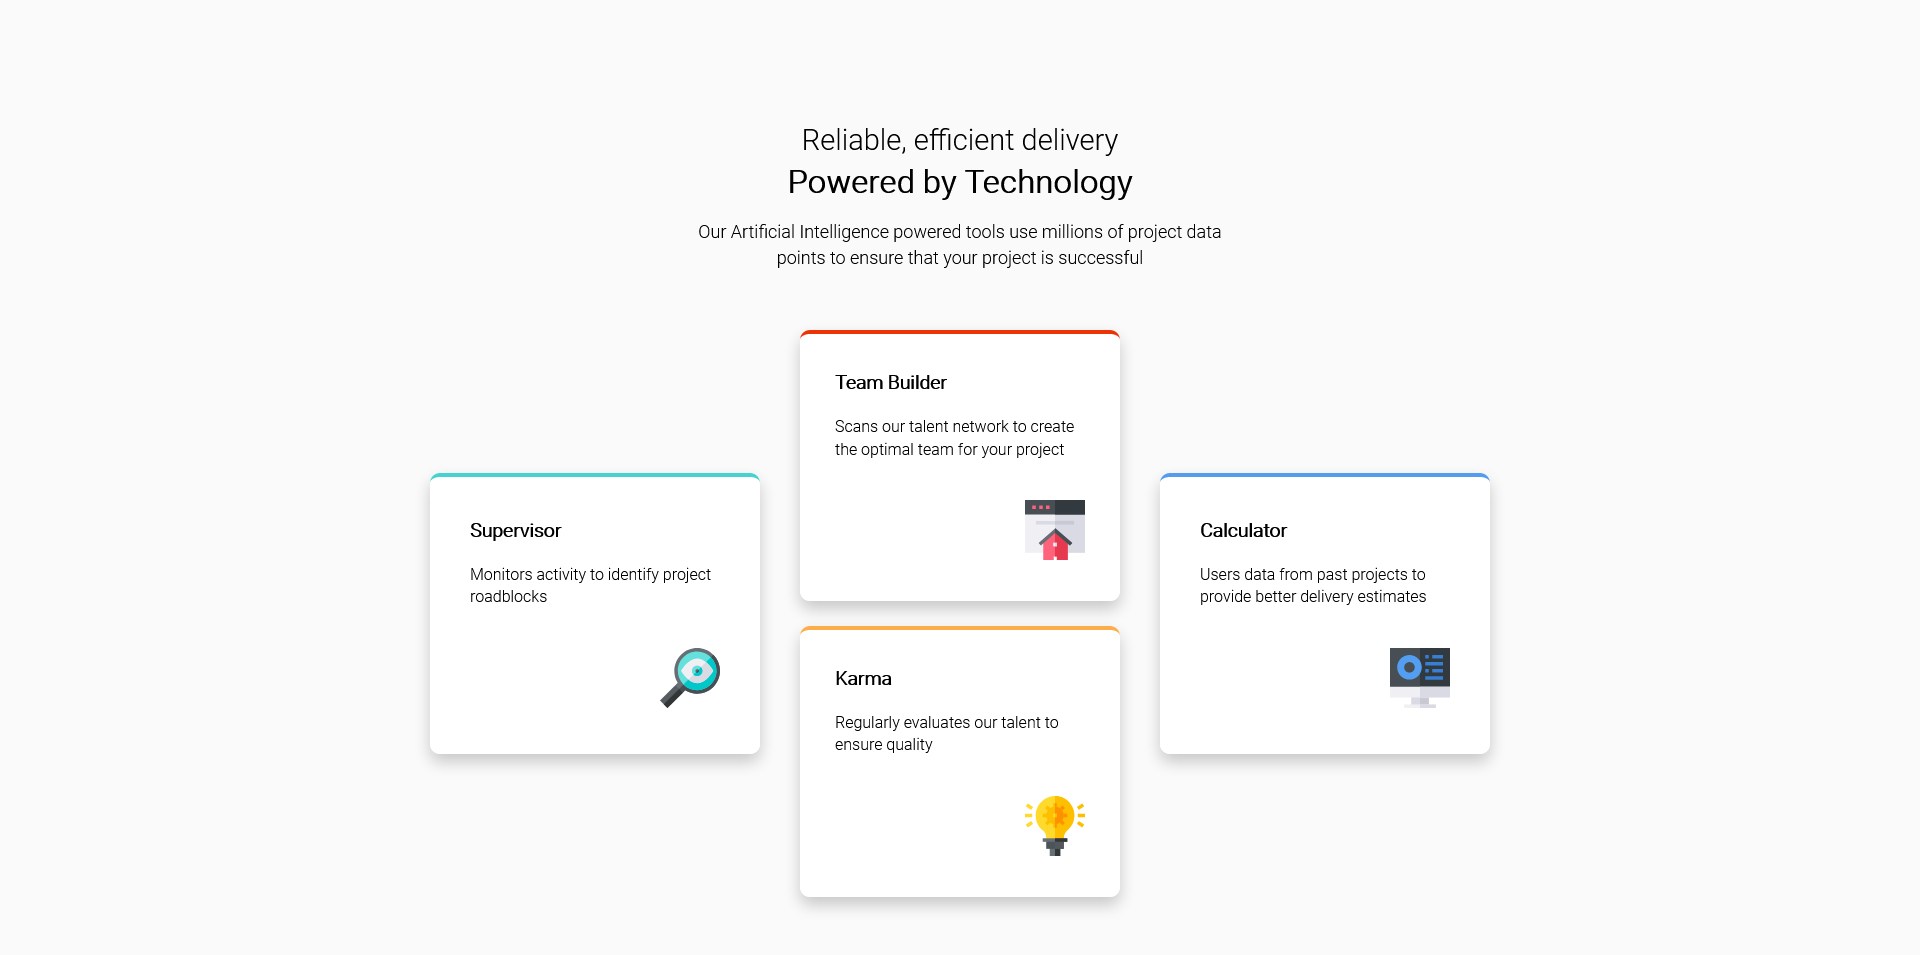 Reliable, efficient delivery
Powered by Technology
Our Artificial Intelligence powered tools use millions of project data
points to ensure that your project is successful
Team Builder
Scans our talent network to create
the optimal team for your project
Supervisor
Monitors activity to identify project
roadblocks
Calculator
Users data from past projects to
provide better delivery estimates
Karma
Regularly evaluates our talent to
ensure quality